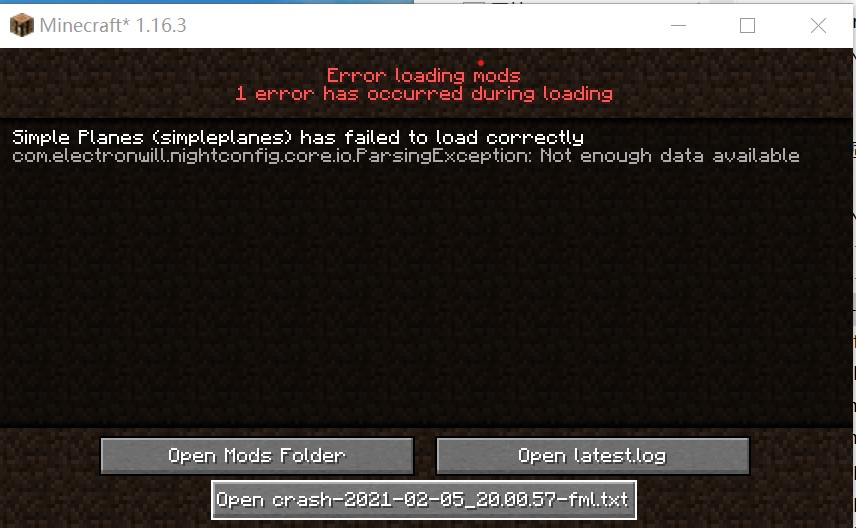 Minecraft* 1.16.3
Error loading mods
1 error has occurred during loading
Simple Planes (simpleplanes) has failed to load correctly
com.electronwill.nightconfig.core.io.ParsingException: Not enough data available
Open Mods Folder
Open latest.log
Open crash-2021-02-05_20.00.57-fml.txt